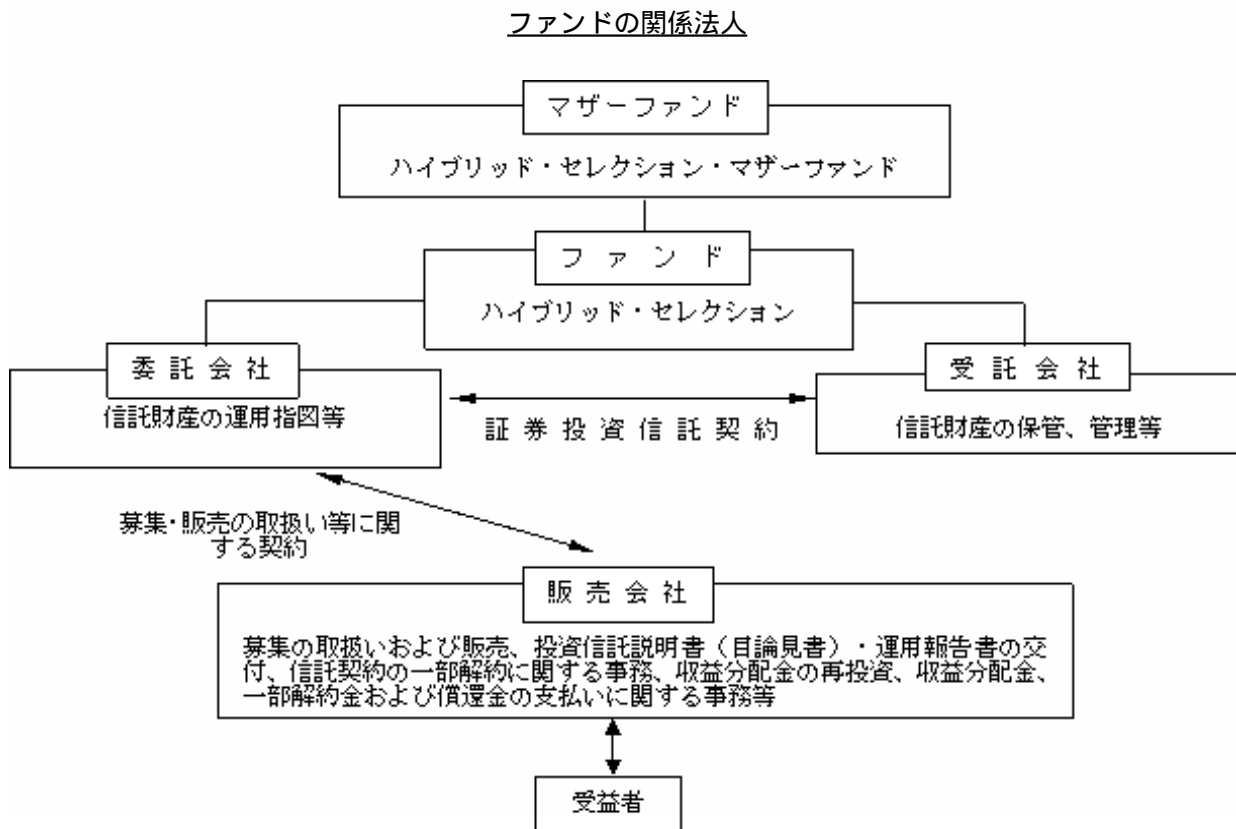 ファンドの関係法人
マザーファンド
ハイブリッド・セレクション・マザーファンド
ファンド
ハイブリッド・セレクション
委託会社
受託会社
信託財産の運用指図等
証券投資信託契約
信託財産の保管、管理等
募集・販売の取扱い等に関
する契約
販売会社
募集の取扱いおよび販売、投資信託説明書（目論見書）・運用報告書の交
付、信託契約の一部解約に関する事務、収益分配金の再投資、収益分配金、
一部解約金および償還金の支払いに関する事務等
受益者